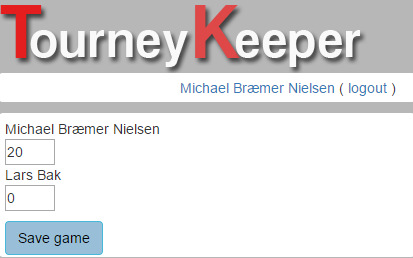 TourneyKeeper
Michael Bræmer Nielsen ( logout )
Michael Bræmer Nielsen
20
Lars Bak
0
Save game